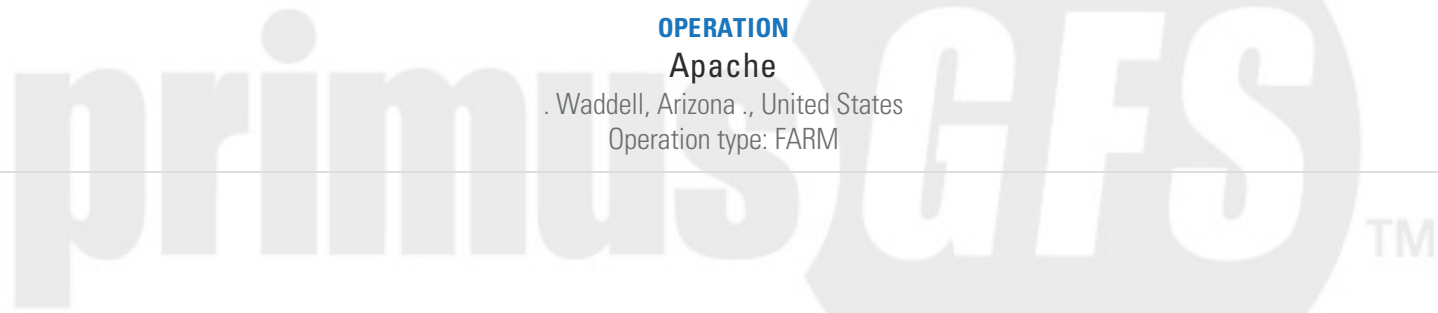 OPERATION
Apache
. Waddell, Arizona ., United States
Operation type: FARM
primusGFS TM